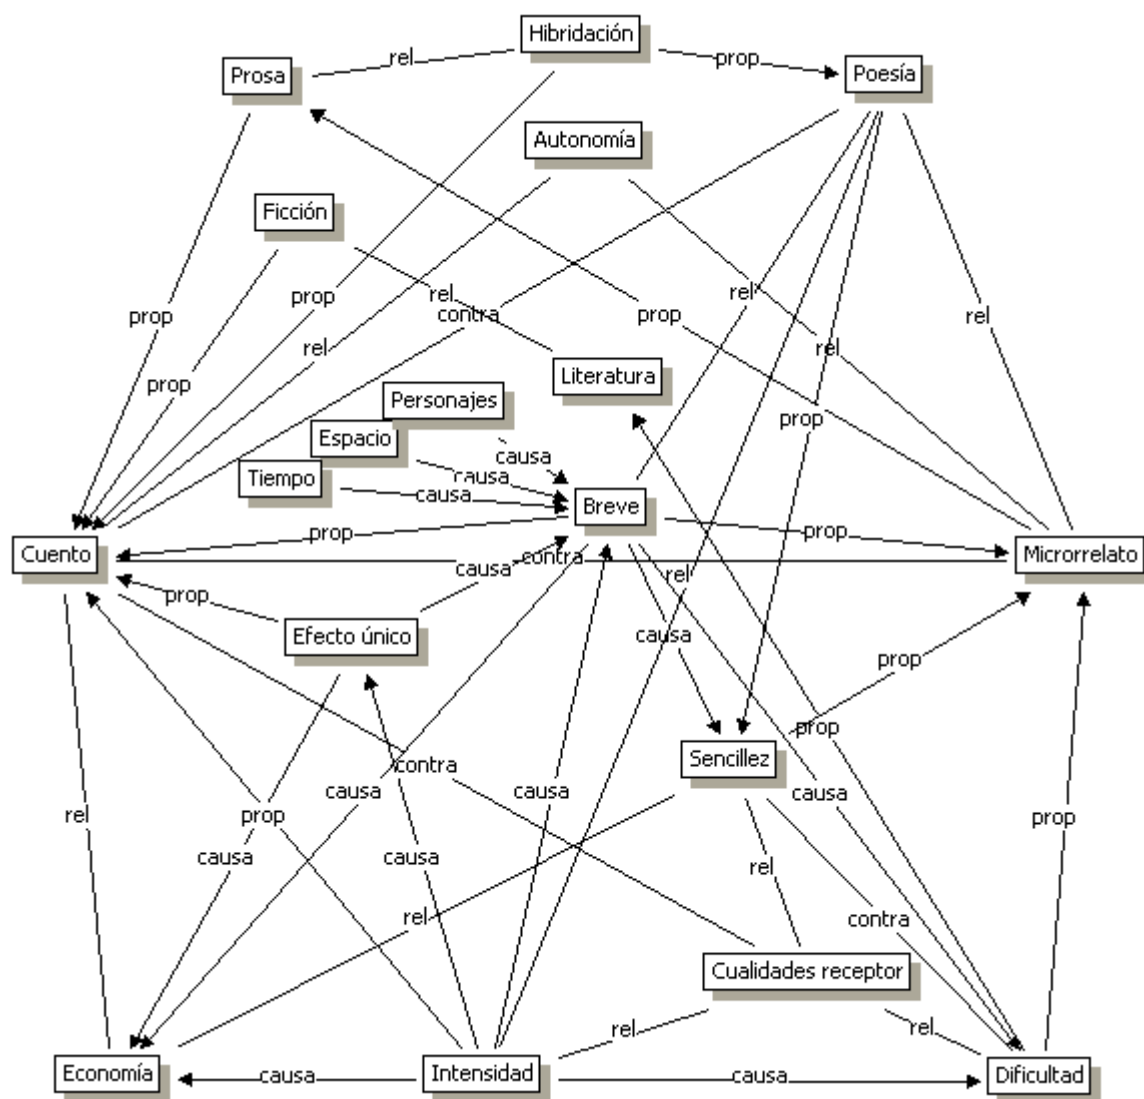 Hibridación
rel
prop
Prosa
Poesía
Autonomía
Ficción
prop
rel
contra
prop
prop
rel
rel
rel
rel
prop
Literatura
Personajes
prop
Espacio
causa
Tiempo
causa
causa
Breve
prop
prop
Cuento
contra
Microrrelato
causa
rel
prop
Efecto único
causa
prop
prop
Sencillez
contra
causa
causa
causa
rel
prop
prop
causa
causa
rel
rel
contra
Cualidades receptor
rel
rel
Economía
causa
Intensidad
causa
Dificultad